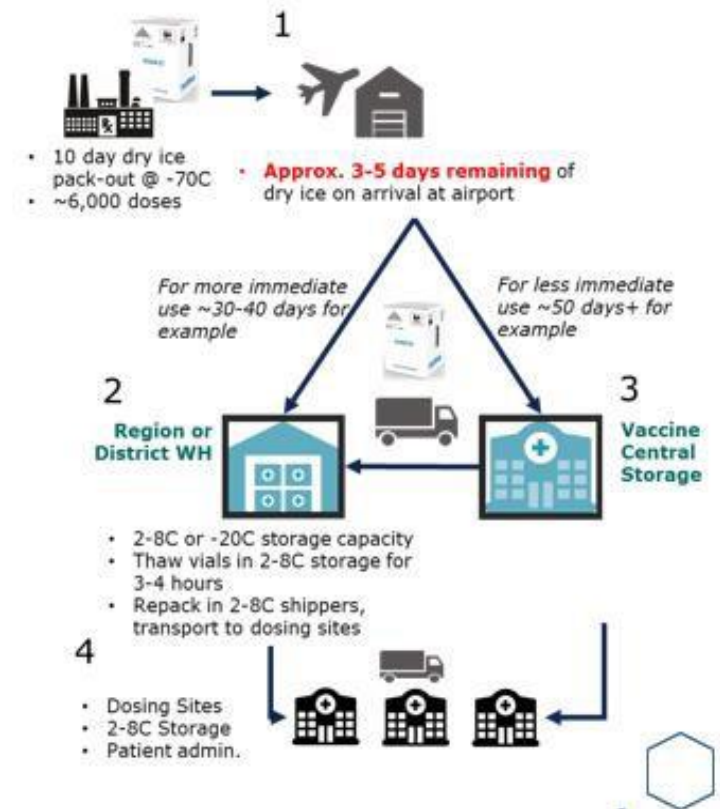 1
• 10 day dry ice
pack-out @ -70C
• ~6,000 doses
• Approx. 3-5 days remaining of
dry ice on arrival at airport
For more immediate
use ~30-40 days for
example
For less immediate
use ~50 days+ for
example
2
Region or
District WH
3
Vaccine
Central
Storage
• 2-8C or -20C storage capacity
• Thaw vials in 2-8C storage for
3-4 hours
• Repack in 2-8C shippers,
transport to dosing sites
4
• Dosing Sites
• 2-8C Storage
• Patient admin.